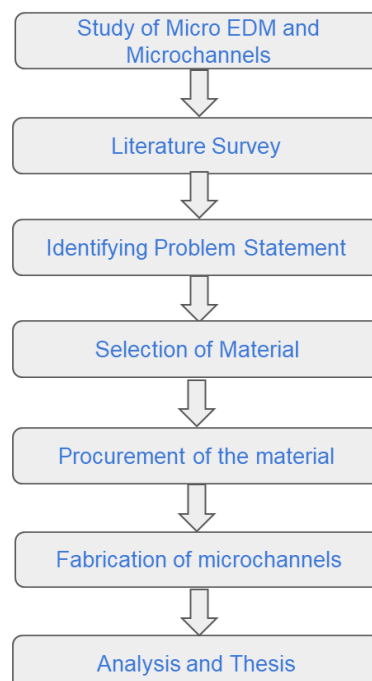 Study of Micro EDM and
Microchannels
Literature Survey
Identifying Problem Statement
Selection of Material
Procurement of the material
Fabrication of microchannels
Analysis and Thesis